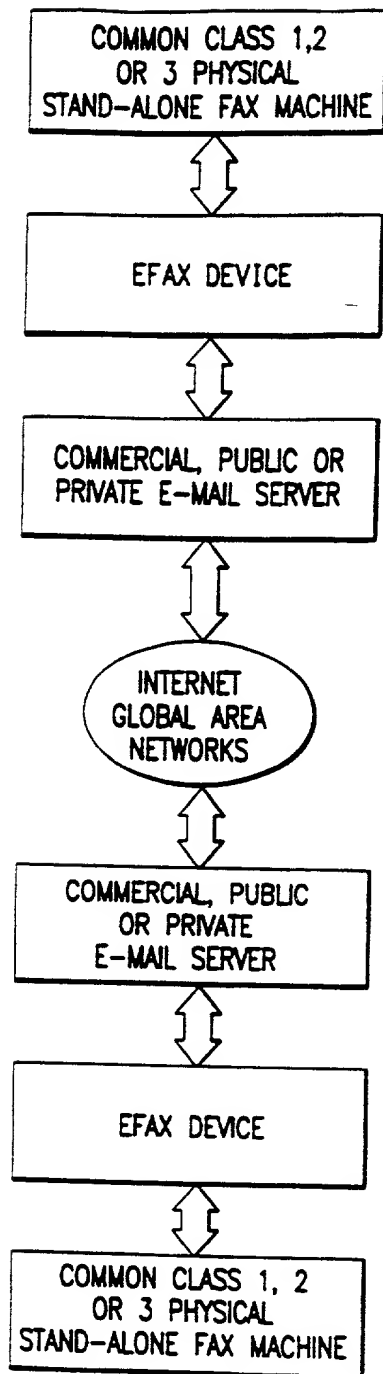 COMMON CLASS 1,2
OR 3 PHYSICAL
STAND-ALONE FAX MACHINE
EFAX DEVICE
COMMERCIAL, PUBLIC OR
PRIVATE E-MAIL SERVER
INTERNET
GLOBAL AREA
NETWORKS
COMMERCIAL, PUBLIC
OR PRIVATE
E-MAIL SERVER
EFAX DEVICE
COMMON CLASS 1, 2
OR 3 PHYSICAL
STAND-ALONE FAX MACHINE